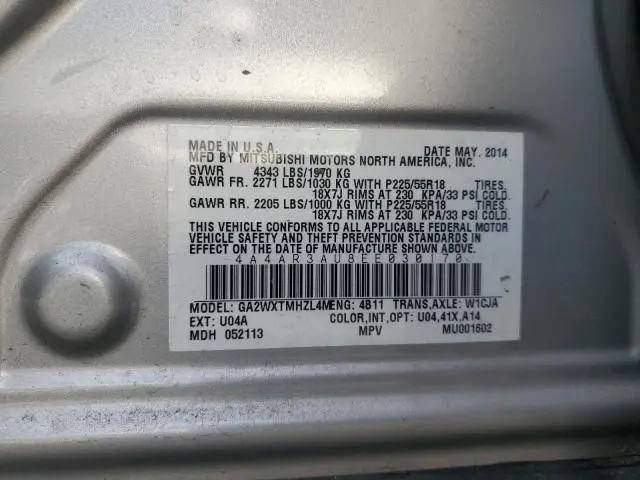 MADE IN U.S.A. DATE MAY. 2014
MFD BY MITSUBISHI MOTORS NORTH AMERICA, INC.
GVWR 4343 LBS/1970 KG
GAWR FR. 2271 LBS/1030 KG WITH P225/55R18 TIRES.
18X7J RIMS AT 230 KPA/33 PSI COLD.
GAWR RR. 2205 LBS/1000 KG WITH P225/55R18 TIRES.
18X7J RIMS AT 230 KPA/33 PSI COLD.
THIS VEHICLE CONFORMS TO ALL APPLICABLE FEDERAL MOTOR
VEHICLE SAFETY AND THEFT PREVENTION STANDARDS IN
EFFECT ON THE DATE OF MANUFACTURE SHOWN ABOVE.
4A4AR3AU8EE030170
MODEL: GA2WXTMHZL4M ENG: 4B11 TRANS,AXLE: W1CJA
EXT: U04A COLOR,INT,OPT: U04,41X,A14
MDH 052113 MPV MU001602